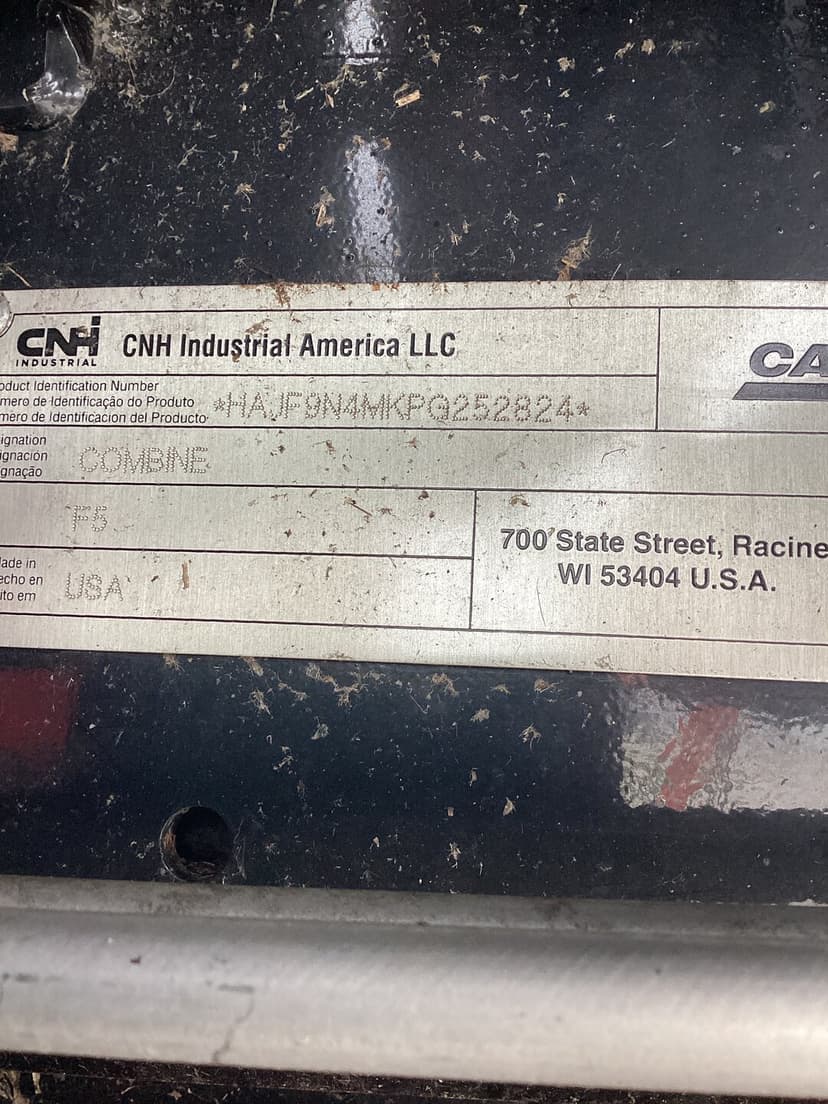 CNH INDUSTRIAL
CNH Industrial America LLC
CA
oduct Identification Number
mero de Identificação do Produto
mero de Identificacion del Producto
*HAJF9N4MKPG252824*
ignation
ignación
gnação
COMBINE
F5
ade in
echo en
ito em
USA
700 State Street, Racine
WI 53404 U.S.A.